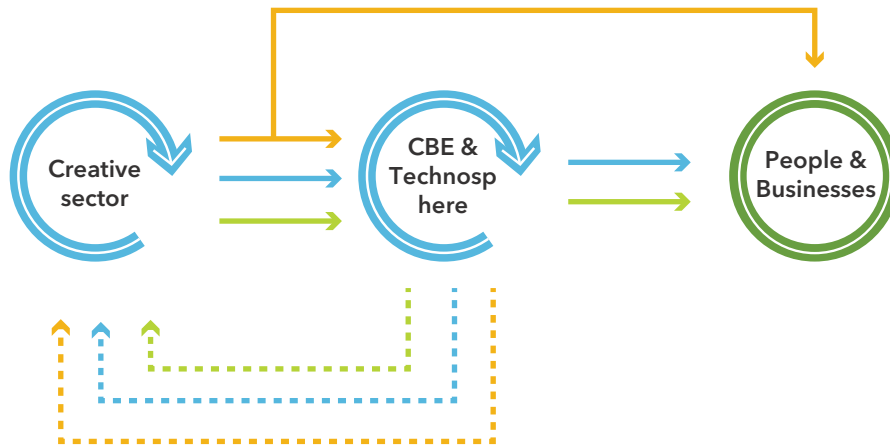 Creative
sector
CBE &
Technosp
here
People &
Businesses